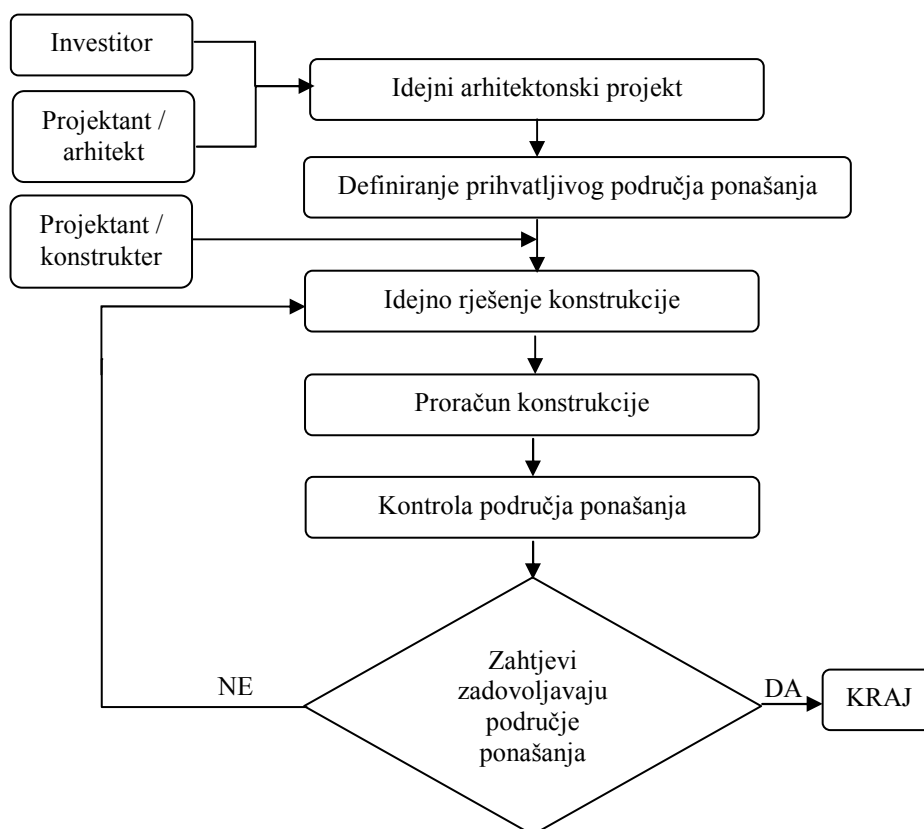 Investitor
Idejni arhitektonski projekt
Projektant /
arhitekt
Definiranje prihvatljivog područja ponašanja
Projektant /
konstrukter
Idejno rješenje konstrukcije
Proračun konstrukcije
Kontrola područja ponašanja
Zahtjevi
zadovoljavaju
područje
ponašanja
NE
DA
KRAJ